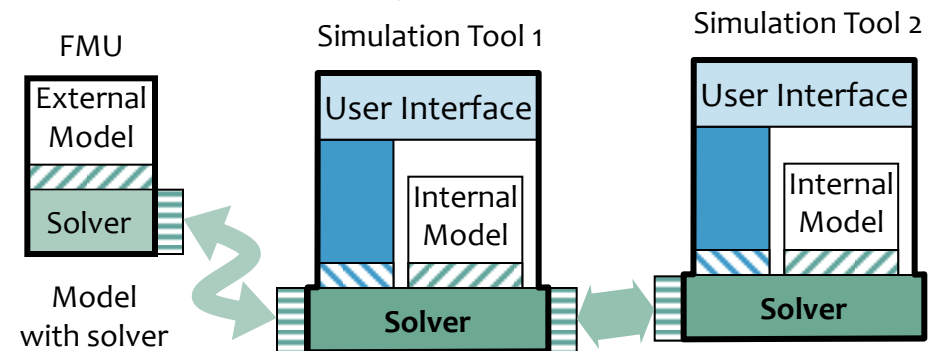 FMU
External
Model
Solver
Model
with solver
Simulation Tool 1
User Interface
Internal
Model
Solver
Simulation Tool 2
User Interface
Internal
Model
Solver